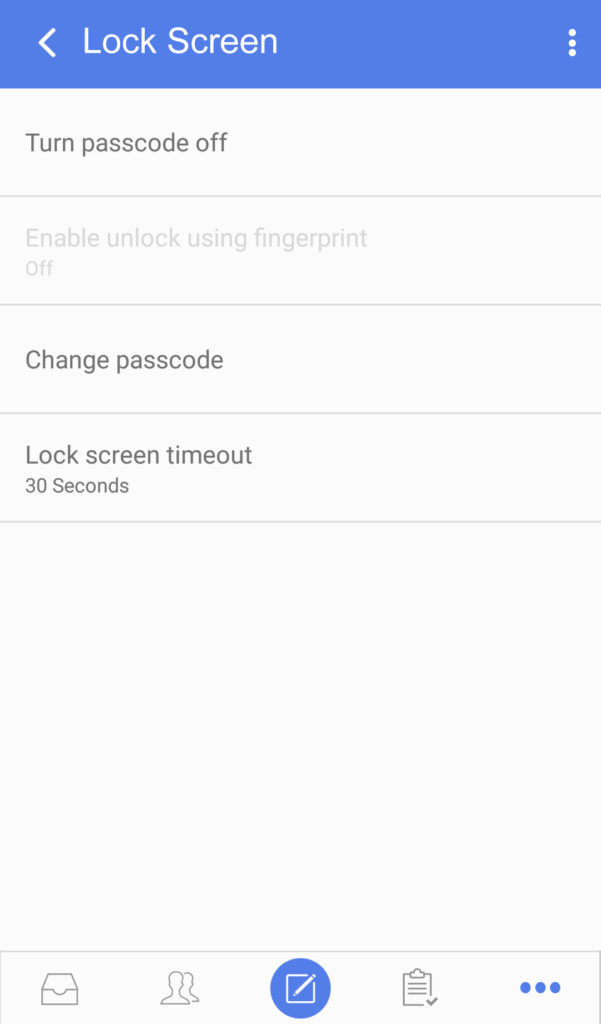 Lock Screen
Turn passcode off
Enable unlock using fingerprint
Off
Change passcode
Lock screen timeout
30 Seconds